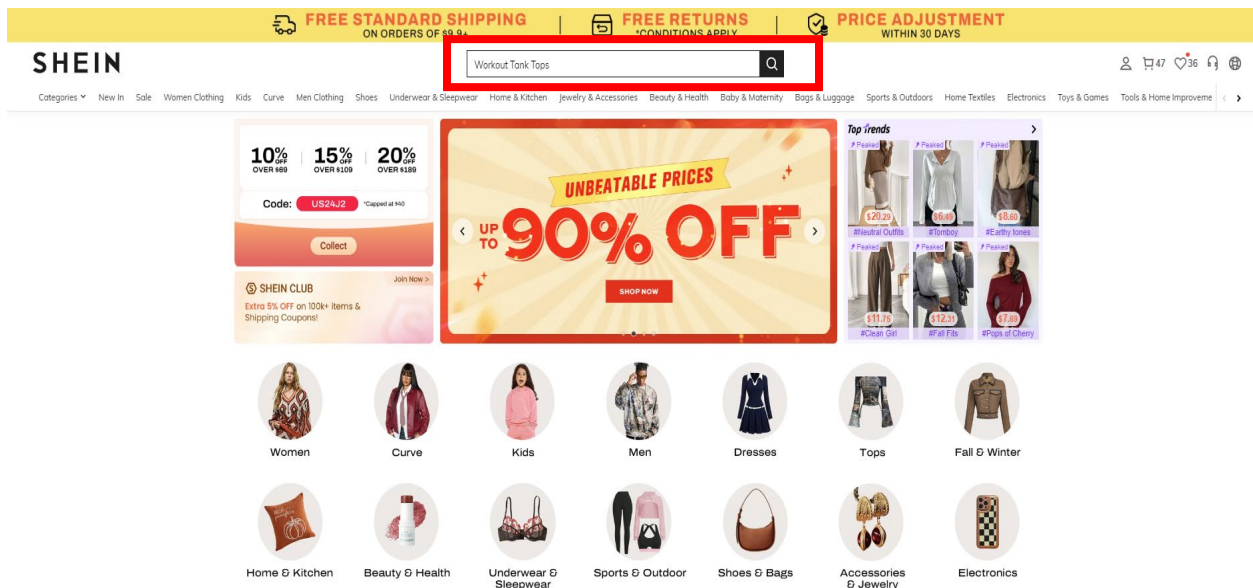 FREE STANDARD SHIPPING
ON ORDERS OF $9.9+
FREE RETURNS
*CONDITIONS APPLY
PRICE ADJUSTMENT
WITHIN 30 DAYS
SHEIN
Workout Tank Tops
47
36
Categories New In Sale Women Clothing Kids Curve Men Clothing Shoes Underwear & Sleepwear Home & Kitchen Jewelry & Accessories Beauty & Health Baby & Maternity Bags & Luggage Sports & Outdoors Home Textiles Electronics Toys & Games Tools & Home Improveme
10% OFF
OVER $69
15% OFF
OVER $109
20% OFF
OVER $189
Code: US24J2 *Capped at $40
Collect
Join Now >
SHEIN CLUB
Extra 5% OFF on 100k+ items &
Shipping Coupons!
UNBEATABLE PRICES
UP TO 90% OFF
SHOP NOW
Top Trends
Peaked Peaked Peaked
$20.29 $6.49 $8.60
#Neutral Outfits #Tomboy #Earthy tones
Peaked Peaked Peaked
$11.75 $12.31 $7.69
#Clean Girl #Fall Fits #Pops of Cherry
Women Curve Kids Men Dresses Tops Fall & Winter
Home & Kitchen Beauty & Health Underwear & Sleepwear Sports & Outdoor Shoes & Bags Accessories & Jewelry Electronics